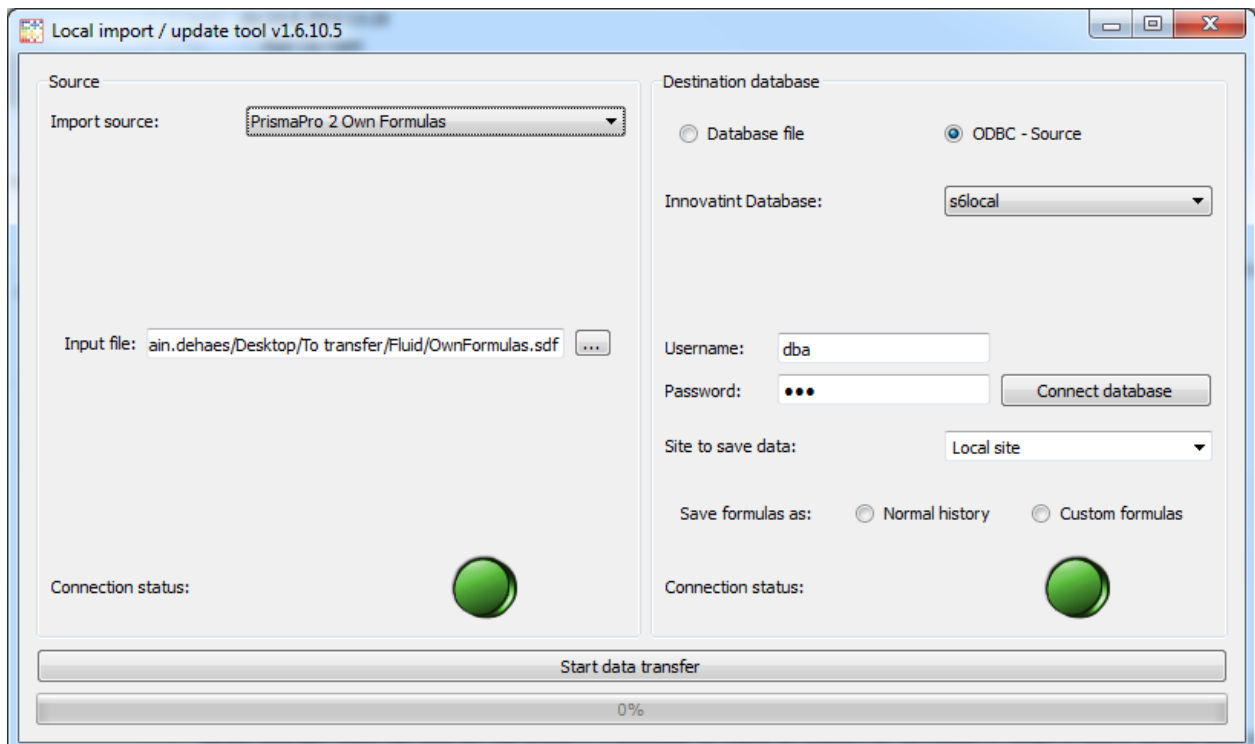 Local import / update tool v1.6.10.5
Source
Import source: PrismaPro 2 Own Formulas
Input file: ain.dehaes/Desktop/To transfer/Fluid/OwnFormulas.sdf ...
Connection status:
Destination database
Database file ODBC - Source
Innovatint Database: s6local
Username: dba
Password: ●●●
Connect database
Site to save data: Local site
Save formulas as: Normal history Custom formulas
Connection status:
Start data transfer
0%